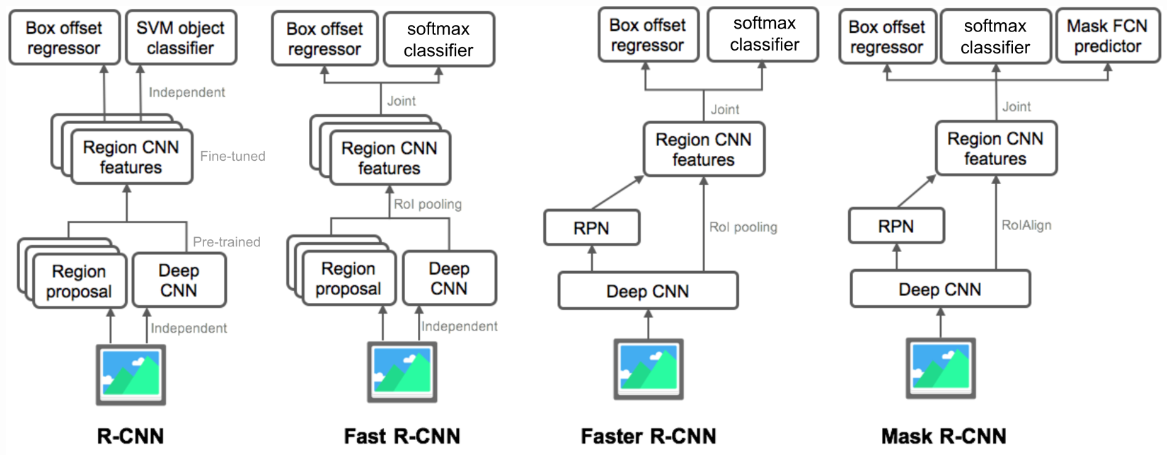 Box offset
regressor
SVM object
classifier
Independent
Region CNN
features
Fine-tuned
Pre-trained
Region
proposal
Deep
CNN
Independent
R-CNN
Box offset
regressor
softmax
classifier
Joint
Region CNN
features
RoI pooling
Region
proposal
Deep
CNN
Independent
Fast R-CNN
Box offset
regressor
softmax
classifier
Joint
Region CNN
features
RPN
RoI pooling
Deep CNN
Faster R-CNN
Box offset
regressor
softmax
classifier
Mask FCN
predictor
Joint
Region CNN
features
RPN
RoIAlign
Deep CNN
Mask R-CNN